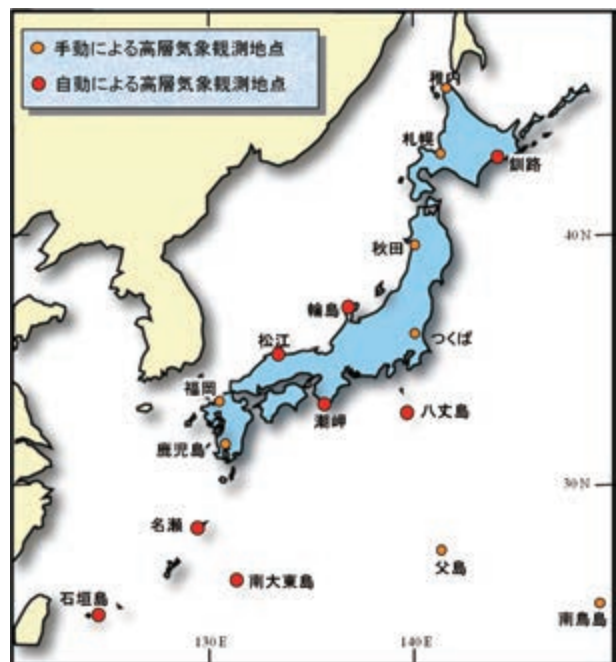 手動による高層気象観測地点
自動による高層気象観測地点
稚内
札幌
釧路
40N
秋田
輪島
松江
つくば
福岡
潮岬
八丈島
鹿児島
30N
名瀬
父島
石垣島
南大東島
南鳥島
130E
140E